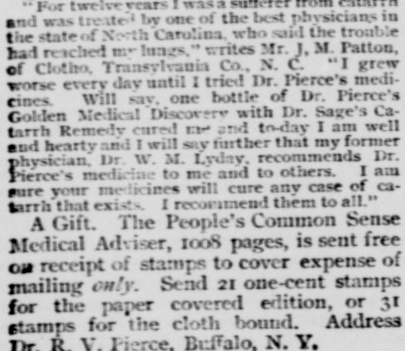 "For twelve years I was a sufferer from catarrh
and was treated by one of the best physicians in
the state of North Carolina, who said the trouble
had reached my lungs," writes Mr. J, M. Patton,
of Clotho, Transylvania Co., N. C. "I grew
worse every day until I tried Dr. Pierce's medi-
cines. Will say, one bottle of Dr. Pierce's
Golden Medical Discovery with Dr. Sage's Ca-
tarrh Remedy cured me and to-day I am well
and hearty and I will say further that my former
physician, Dr. W. M. Lyday, recommends Dr.
Pierce's medicine to me and to others. I am
sure your medicines will cure any case of ca-
tarrh that exists. I recommend them to all."
A Gift. The People's Common Sense
Medical Adviser, 1008 pages, is sent free
on receipt of stamps to cover expense of
mailing only. Send 21 one-cent stamps
for the paper covered edition, or 31
stamps for the cloth bound. Address
Dr. R. V. Pierce, Buffalo, N. Y.